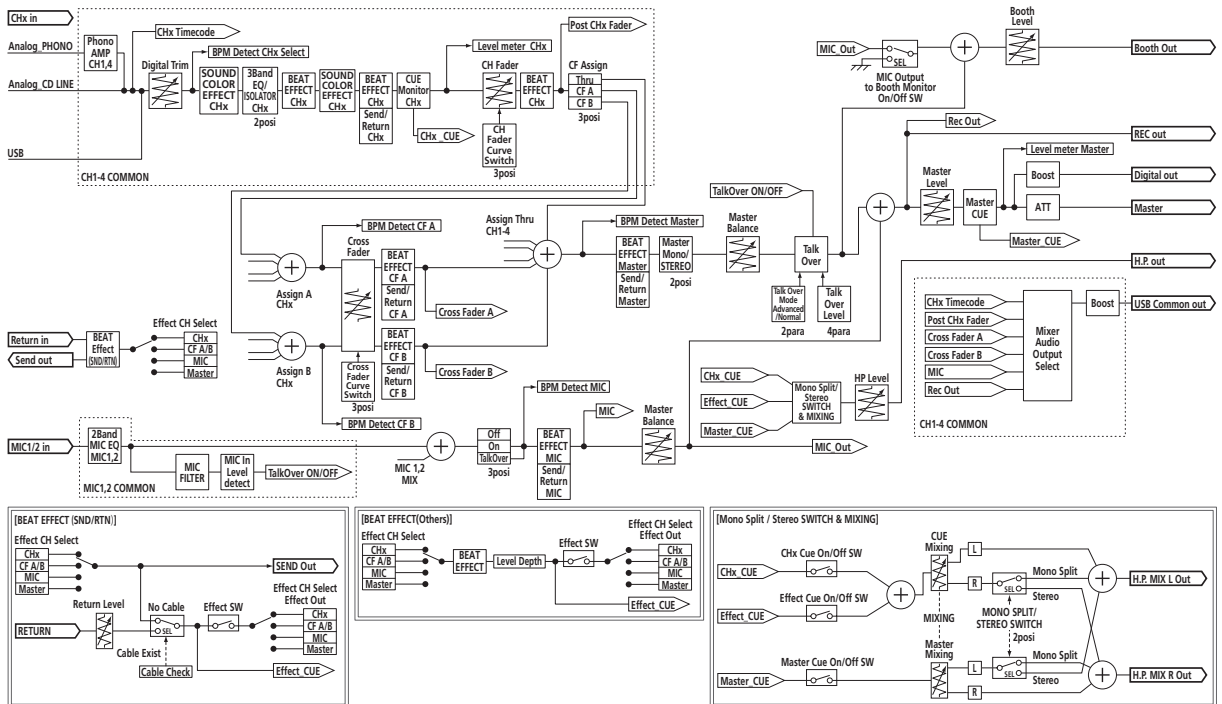 CHx in
Analog_PHONO
Phono
AMP
CH1,4
CHx Timecode
BPM Detect CHx Select
Digital Trim
Analog_CD LINE
USB
SOUND
COLOR
EFFECT
CHx
3Band
EQ/
ISOLATOR
CHx
2posi
BEAT
EFFECT
CHx
SOUND
COLOR
EFFECT
CHx
BEAT
EFFECT
CHx
Send/
Return
CHx
CUE
Monitor
CHx
CHx _CUE
Level meter_CHx
CH Fader
CH
Fader
Curve
Switch
3posi
BEAT
EFFECT
CHx
Post CHx Fader
CF Assign
Thru
CF A
CF B
3posi
CH1-4 COMMON
MIC_Out
SEL
MIC Output
to Booth Monitor
On/Off SW
Booth
Level
Booth Out
Rec Out
REC out
Level meter Master
Master
Level
Master
CUE
Boost
Digital out
ATT
Master
Master_CUE
H.P. out
TalkOver ON/OFF
BPM Detect CF A
Cross
Fader
Assign A
CHx
BEAT
EFFECT
CF A
Send/
Return
CF A
Cross Fader A
Assign Thru
CH1-4
BPM Detect Master
BEAT
EFFECT
Master
Send/
Return
Master
Master
Mono/
STEREO
2posi
Master
Balance
Talk
Over
Talk Over
Mode
Advanced
/Normal
2para
Talk
Over
Level
4para
CHx Timecode
Post CHx Fader
Cross Fader A
Cross Fader B
MIC
Rec Out
Mixer
Audio
Output
Select
Boost
USB Common out
CH1-4 COMMON
Return in
Send out
BEAT
Effect
(SND/RTN)
Effect CH Select
CHx
CF A/B
MIC
Master
Assign B
CHx
Cross
Fader
Curve
Switch
3posi
BEAT
EFFECT
CF B
Send/
Return
CF B
Cross Fader B
BPM Detect CF B
CHx_CUE
Effect_CUE
Master_CUE
Mono Split/
Stereo
SWITCH
& MIXING
HP Level
MIC1/2 in
2Band
MIC EQ
MIC1,2
MIC
FILTER
MIC In
Level
detect
TalkOver ON/OFF
MIC1,2 COMMON
MIC 1,2
MIX
Off
On
TalkOver
3posi
BPM Detect MIC
BEAT
EFFECT
MIC
Send/
Return
MIC
MIC
Master
Balance
MIC_Out
[BEAT EFFECT (SND/RTN)]
Effect CH Select
CHx
CF A/B
MIC
Master
SEND Out
Return Level
RETURN
No Cable
SEL
Cable Exist
Cable Check
Effect SW
Effect CH Select
Effect Out
CHx
CF A/B
MIC
Master
Effect_CUE
[BEAT EFFECT(Others)]
Effect CH Select
CHx
CF A/B
MIC
Master
BEAT
EFFECT
Level Depth
Effect SW
Effect CH Select
Effect Out
CHx
CF A/B
MIC
Master
Effect_CUE
[Mono Split / Stereo SWITCH & MIXING]
CHx Cue On/Off SW
CHx_CUE
Effect Cue On/Off SW
Effect_CUE
Master Cue On/Off SW
Master_CUE
CUE
Mixing
MIXING
Master
Mixing
L
R
L
R
SEL
Mono Split
Stereo
MONO SPLIT/
STEREO SWITCH
2posi
SEL
Mono Split
Stereo
H.P. MIX L Out
H.P. MIX R Out